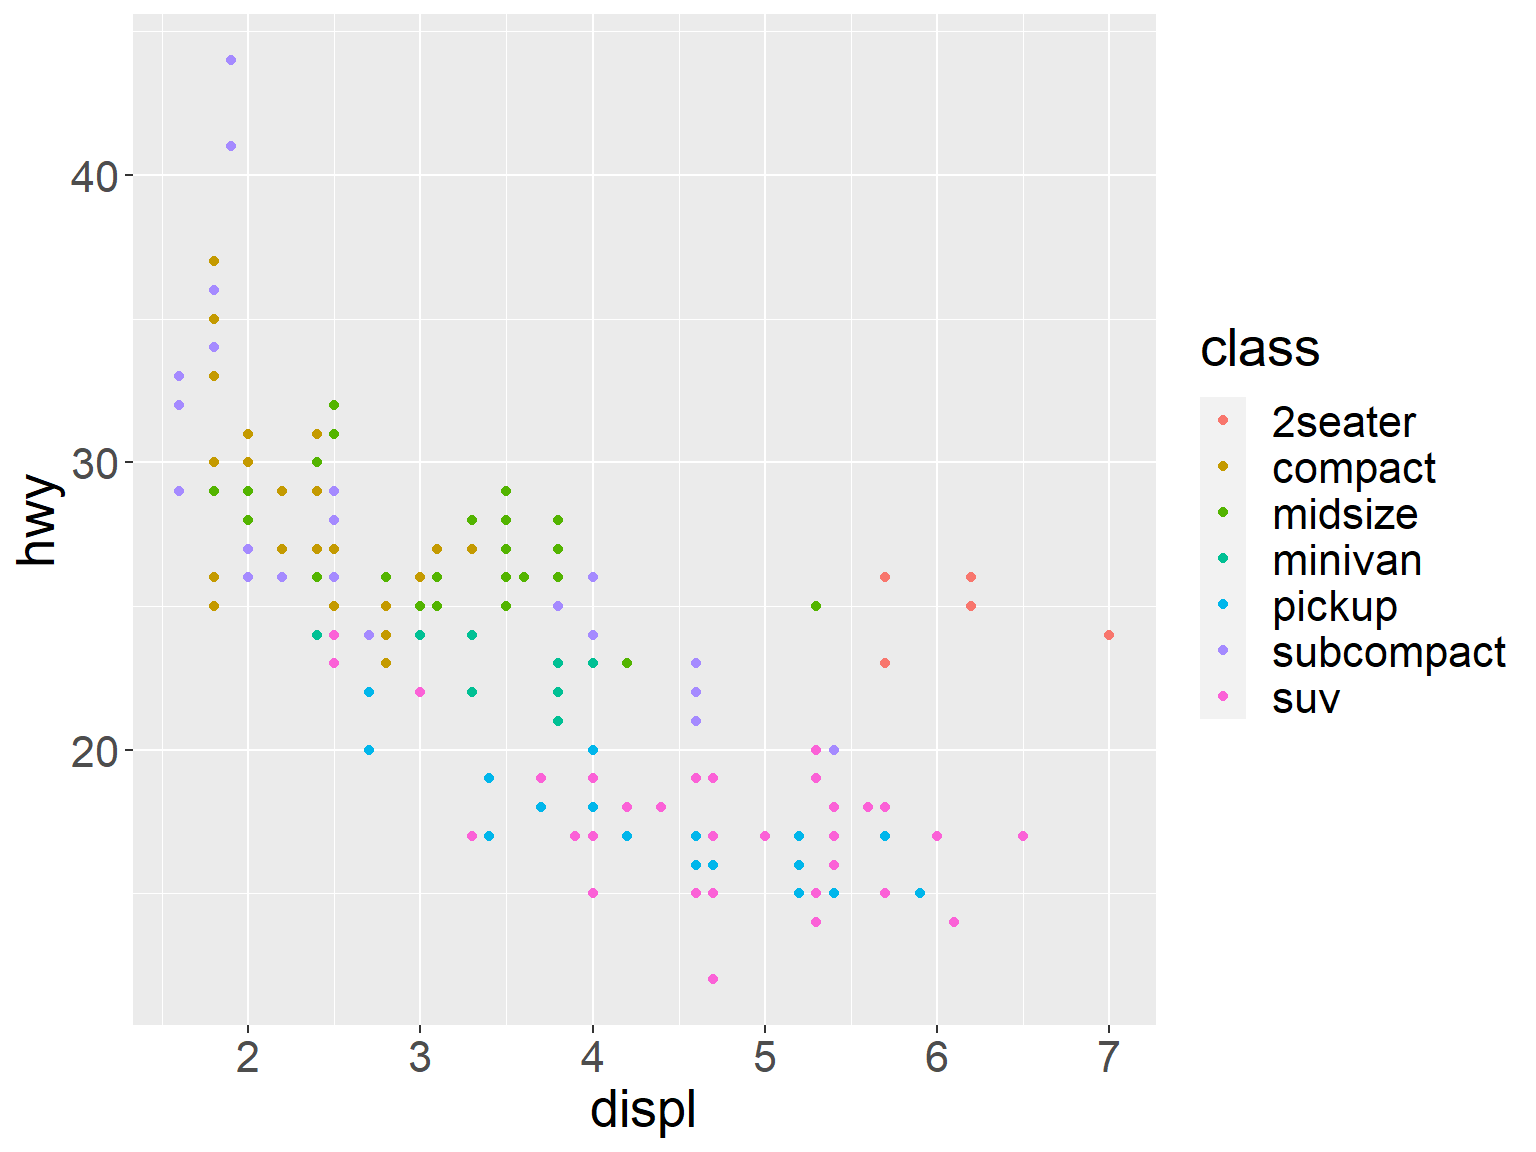 hwy
40
30
20
2
3
4
5
6
7
displ
class
2seater
compact
midsize
minivan
pickup
subcompact
suv